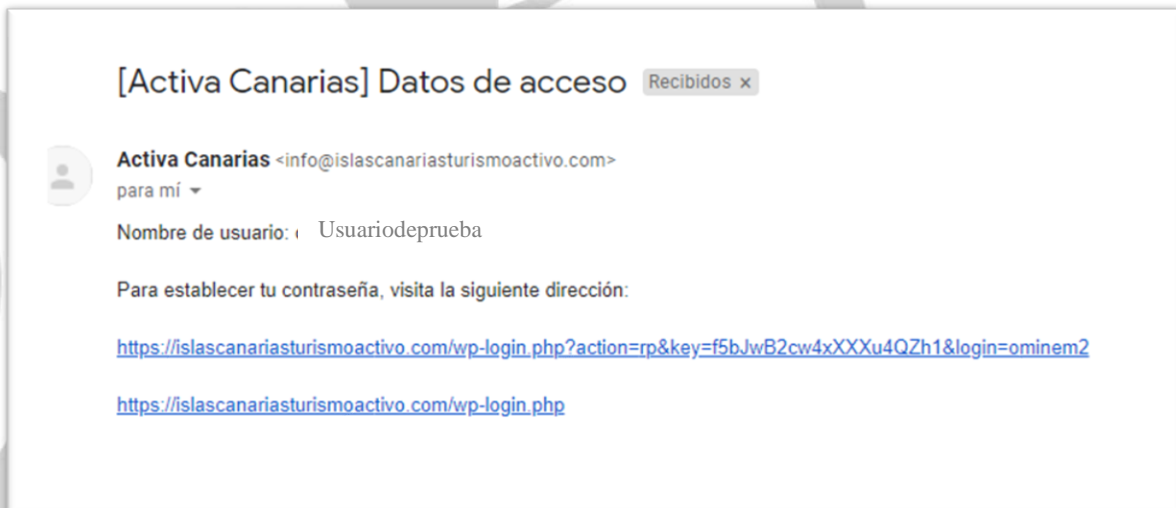 [Activa Canarias] Datos de acceso Recibidos x
Activa Canarias <info@islascanariasturismoactivo.com>
para mí
Nombre de usuario: Usuariodeprueba
Para establecer tu contraseña, visita la siguiente dirección:
https://islascanariasturismoactivo.com/wp-login.php?action=rp&key=f5bJwB2cw4xXXXu4QZh1&login=ominem2
https://islascanariasturismoactivo.com/wp-login.php